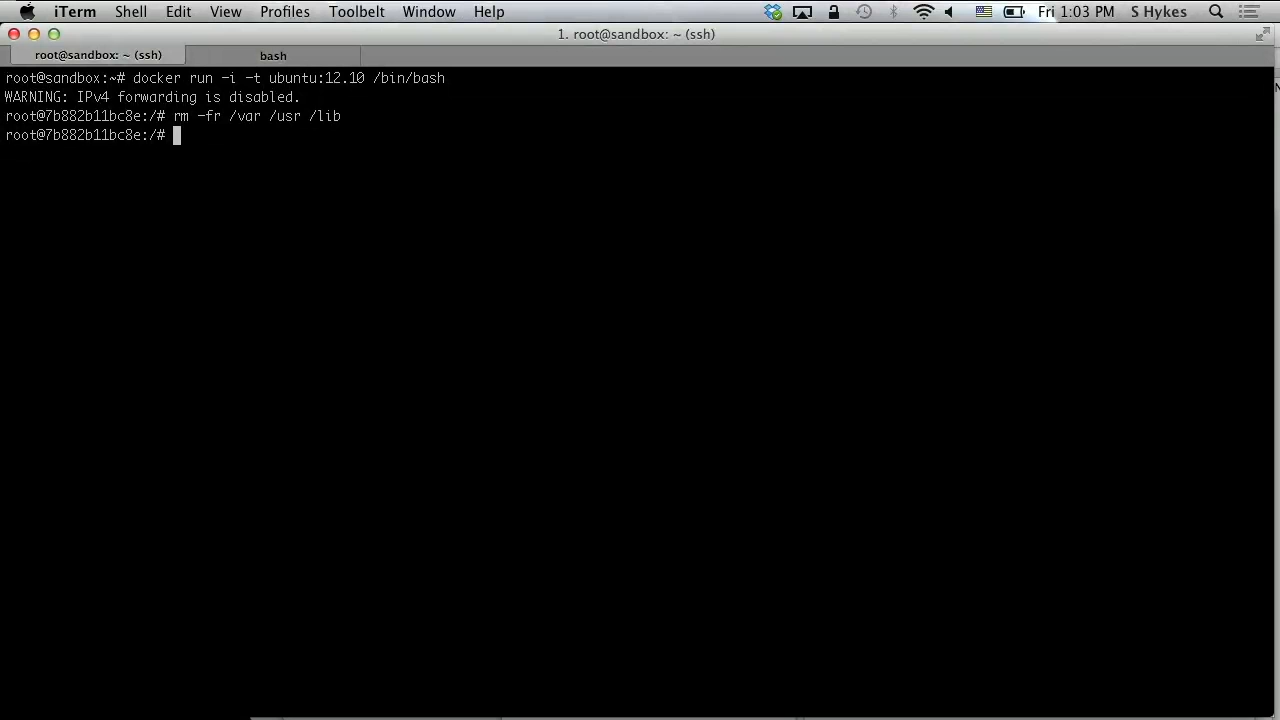 iTerm Shell Edit View Profiles Toolbelt Window Help Fri 1:03 PM S Hykes
1. root@sandbox: ~ (ssh)
root@sandbox: ~ (ssh) bash
root@sandbox:~# docker run -i -t ubuntu:12.10 /bin/bash
WARNING: IPv4 forwarding is disabled.
root@7b882b11bc8e:/# rm -fr /var /usr /lib
root@7b882b11bc8e:/#